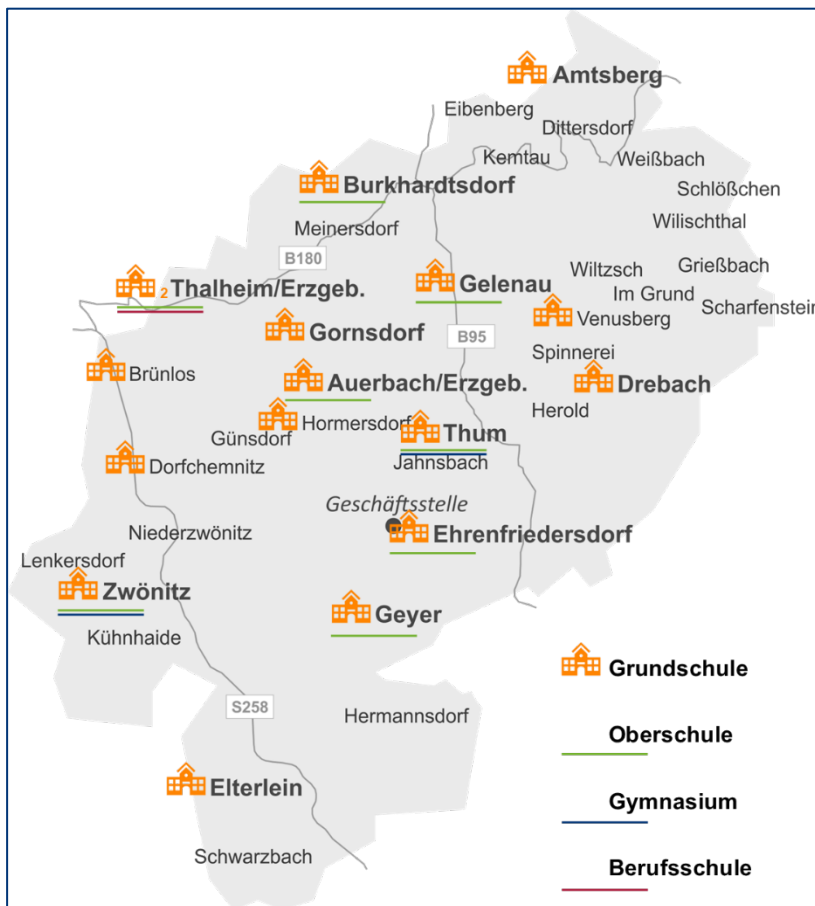 Amtsberg
Eibenberg
Dittersdorf
Kemtau
Weißbach
Burkhardtsdorf
Schlößchen
Meinersdorf
Wilischthal
B180
2 Thalheim/Erzgeb.
Gelenau
Wiltzsch
Grießbach
Im Grund
Scharfenstein
Gornsdorf
Venusberg
B95
Spinnerei
Brünlos
Auerbach/Erzgeb.
Drebach
Herold
Hormersdorf
Günsdorf
Thum
Jahnsbach
Dorfchemnitz
Geschäftsstelle
Niederzwönitz
Ehrenfriedersdorf
Lenkersdorf
Zwönitz
Geyer
Kühnhaide
Grundschule
S258
Hermannsdorf
Oberschule
Elterlein
Gymnasium
Schwarzbach
Berufsschule